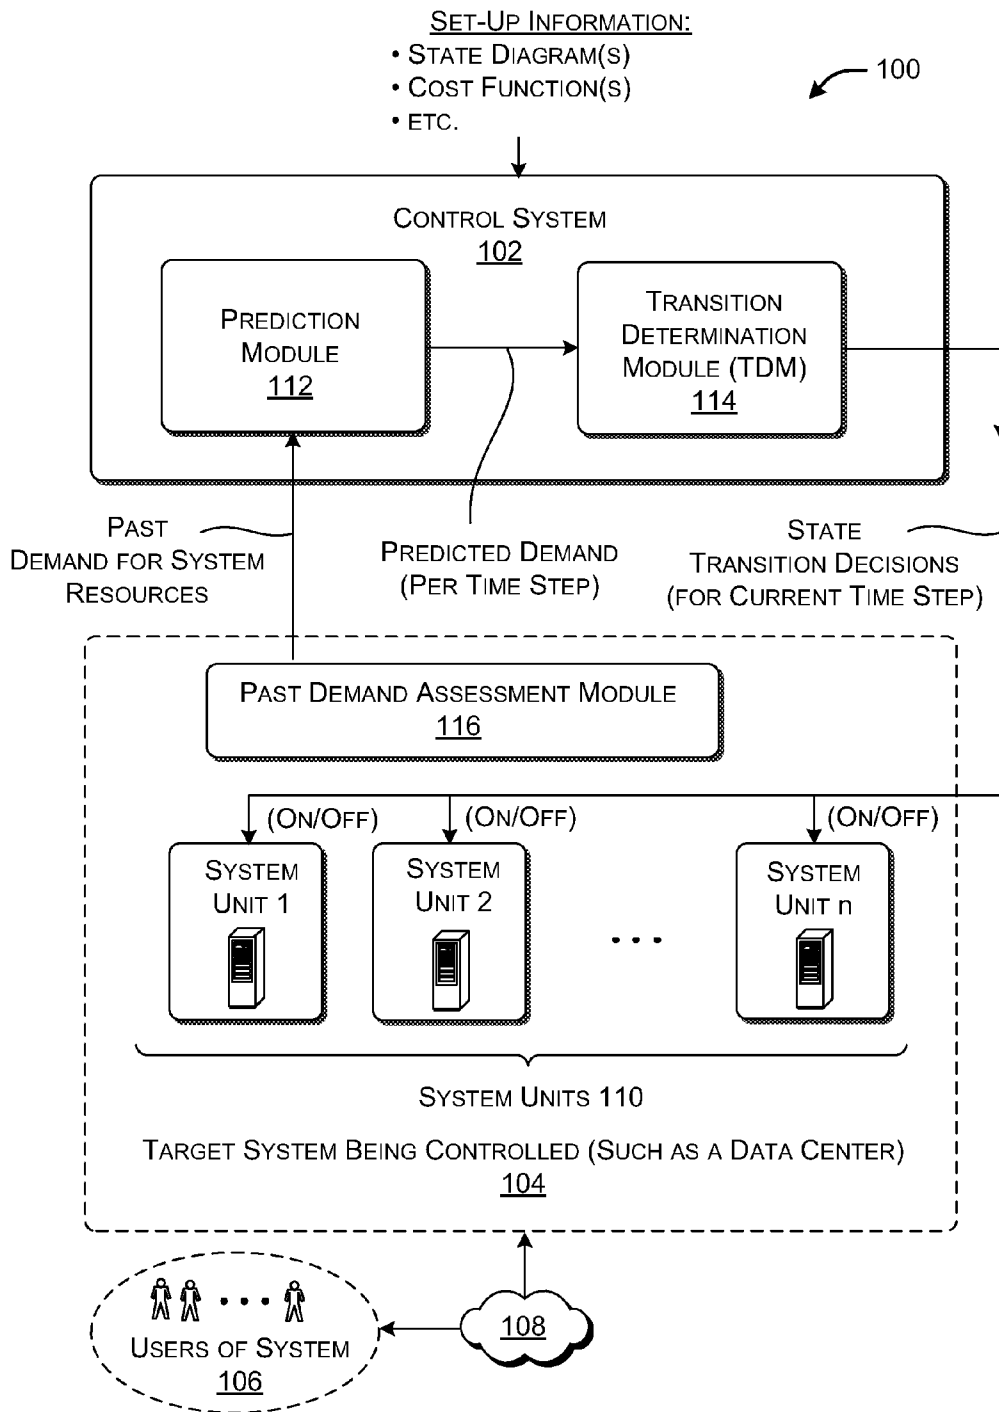 SET-UP INFORMATION:
• STATE DIAGRAM(S)
• COST FUNCTION(S)
• ETC.
100
CONTROL SYSTEM
102
PREDICTION
MODULE
112
TRANSITION
DETERMINATION
MODULE (TDM)
114
PAST
DEMAND FOR SYSTEM
RESOURCES
PREDICTED DEMAND
(PER TIME STEP)
STATE
TRANSITION DECISIONS
(FOR CURRENT TIME STEP)
PAST DEMAND ASSESSMENT MODULE
116
(ON/OFF)
(ON/OFF)
(ON/OFF)
SYSTEM
UNIT 1
SYSTEM
UNIT 2
• • •
SYSTEM
UNIT n
SYSTEM UNITS 110
TARGET SYSTEM BEING CONTROLLED (SUCH AS A DATA CENTER)
104
• • •
USERS OF SYSTEM
106
108